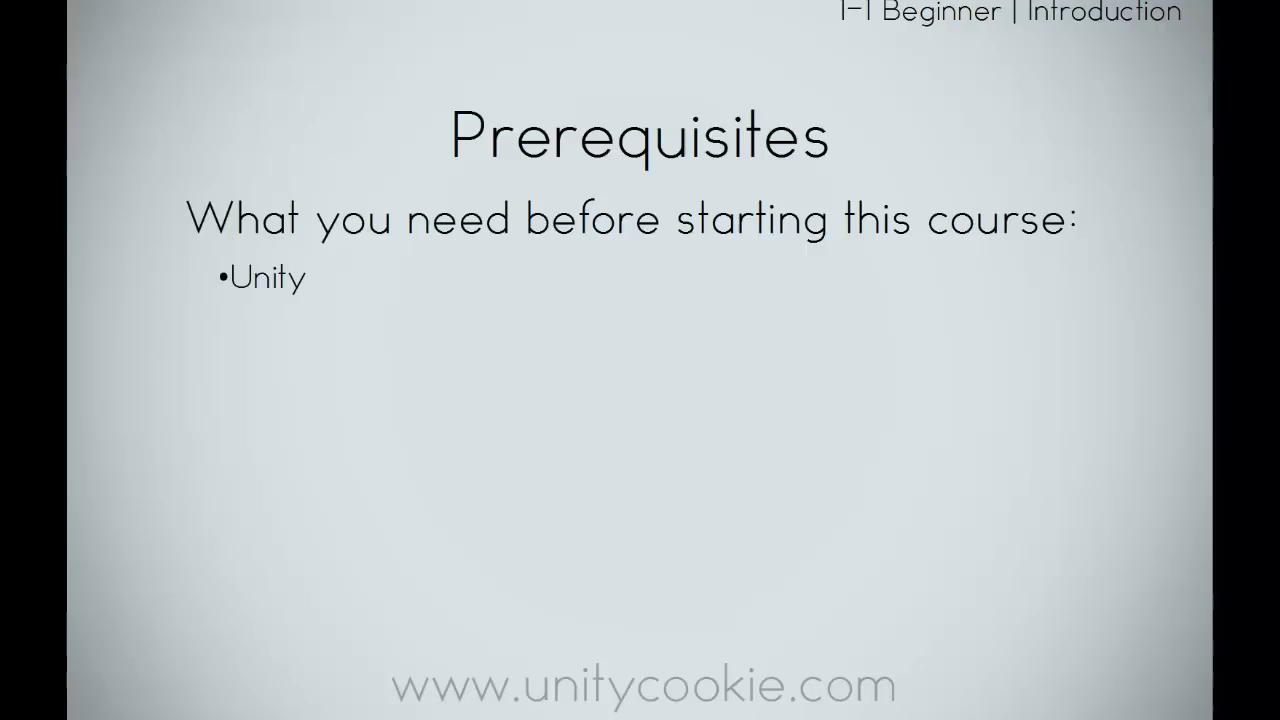 1-1 Beginner | Introduction
Prerequisites
What you need before starting this course:
•Unity
www.unitycookie.com